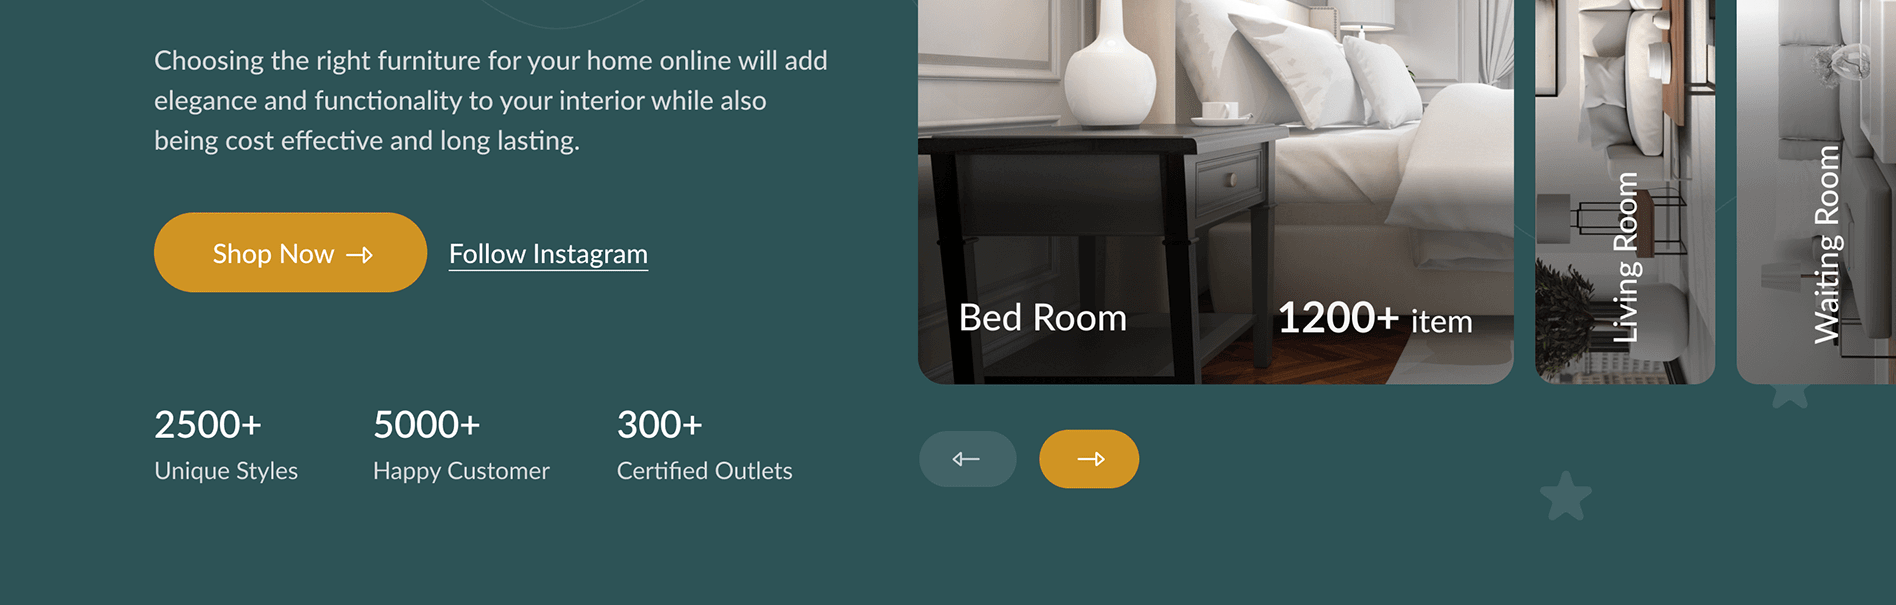 Choosing the right furniture for your home online will add
elegance and functionality to your interior while also
being cost effective and long lasting.
Shop Now
Follow Instagram
2500+
Unique Styles
5000+
Happy Customer
300+
Certified Outlets
Bed Room
1200+ item
Living Room
Waiting Room